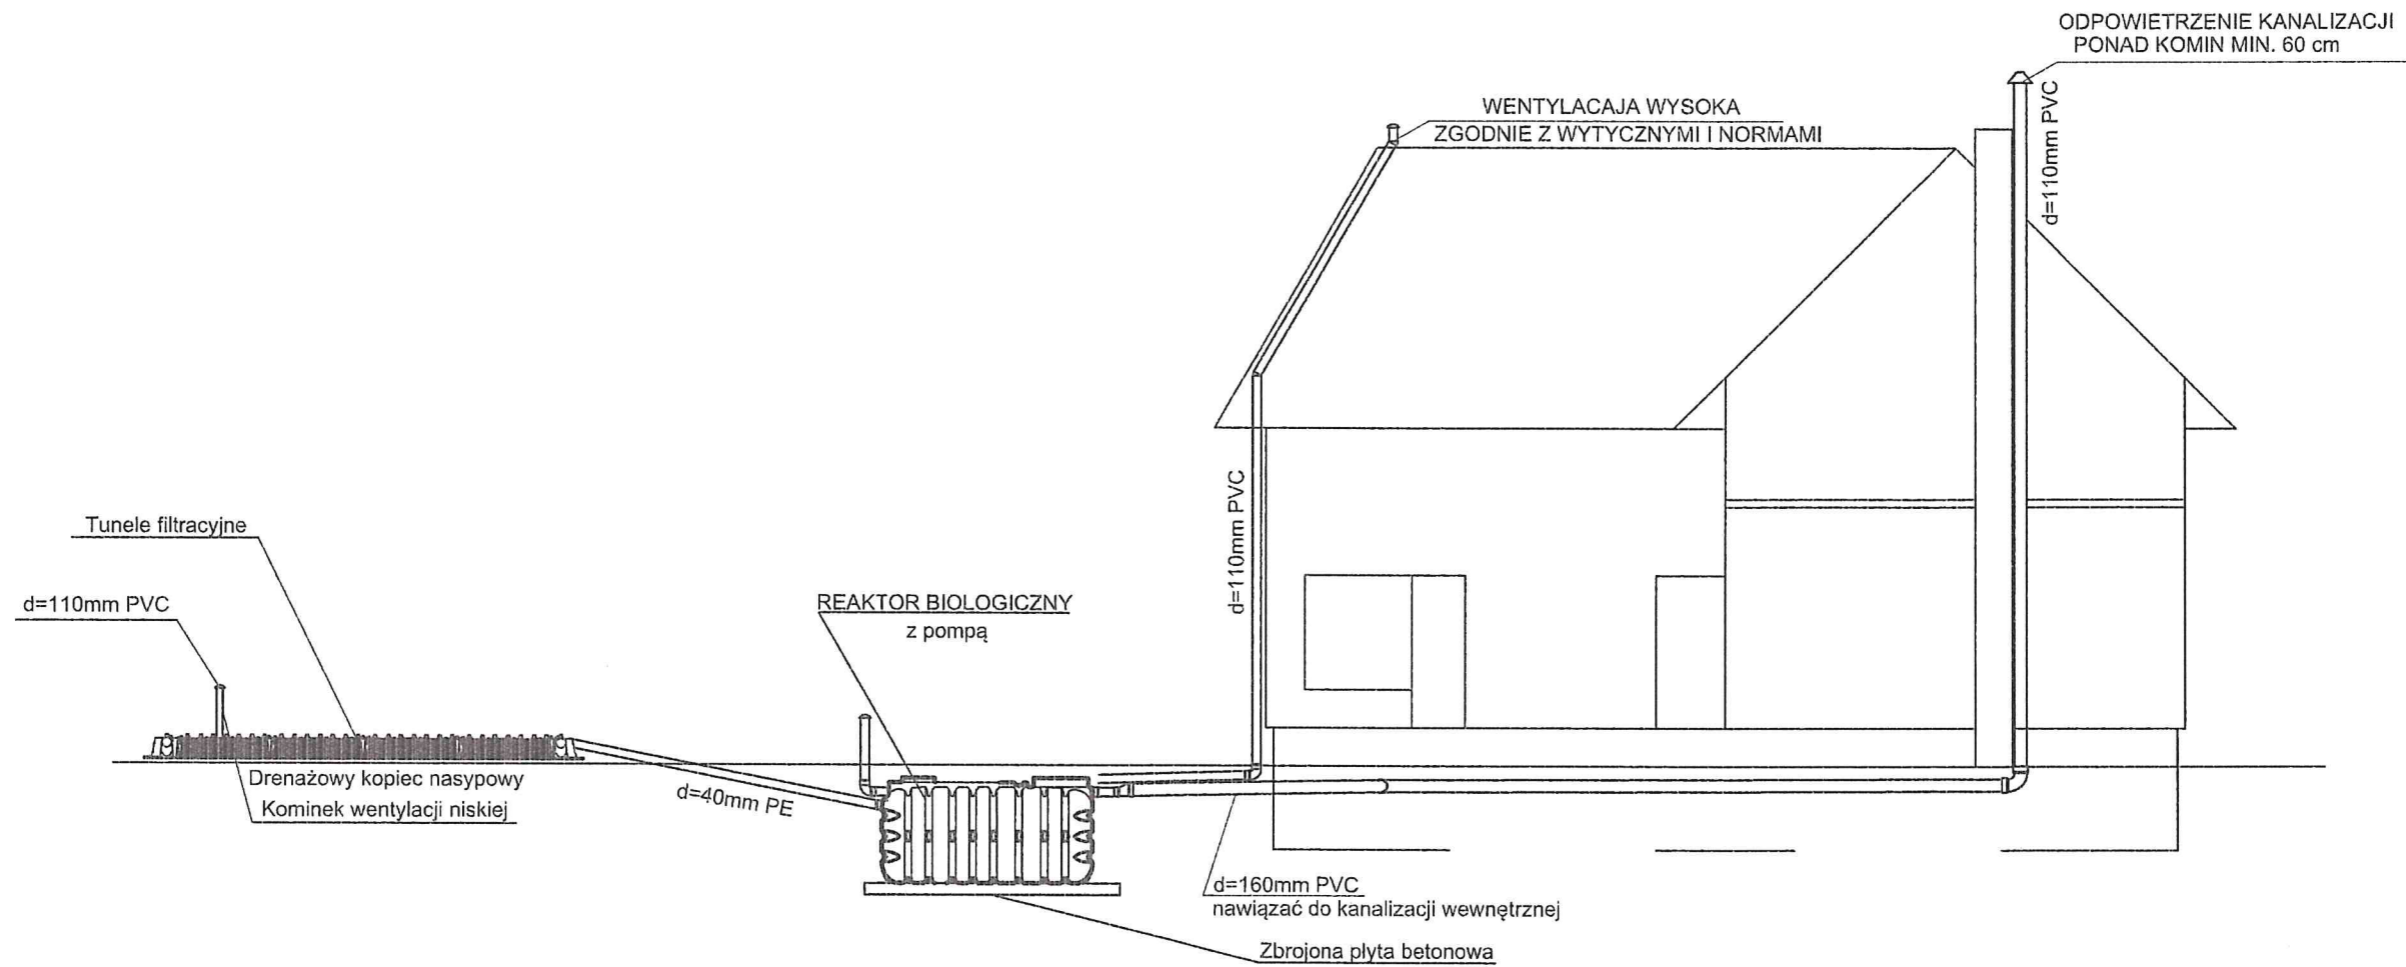 ODPOWIETRZENIE KANALIZACJI
PONAD KOMIN MIN. 60 cm
d=110mm PVC
WENTYLACAJA WYSOKA
ZGODNIE Z WYTYCZNYMI I NORMAMI
d=110mm PVC
Tunele filtracyjne
d=110mm PVC
REAKTOR BIOLOGICZNY
z pompą
Drenażowy kopiec nasypowy
Kominek wentylacji niskiej
d=40mm PE
d=160mm PVC
nawiązać do kanalizacji wewnętrznej
Zbrojona płyta betonowa